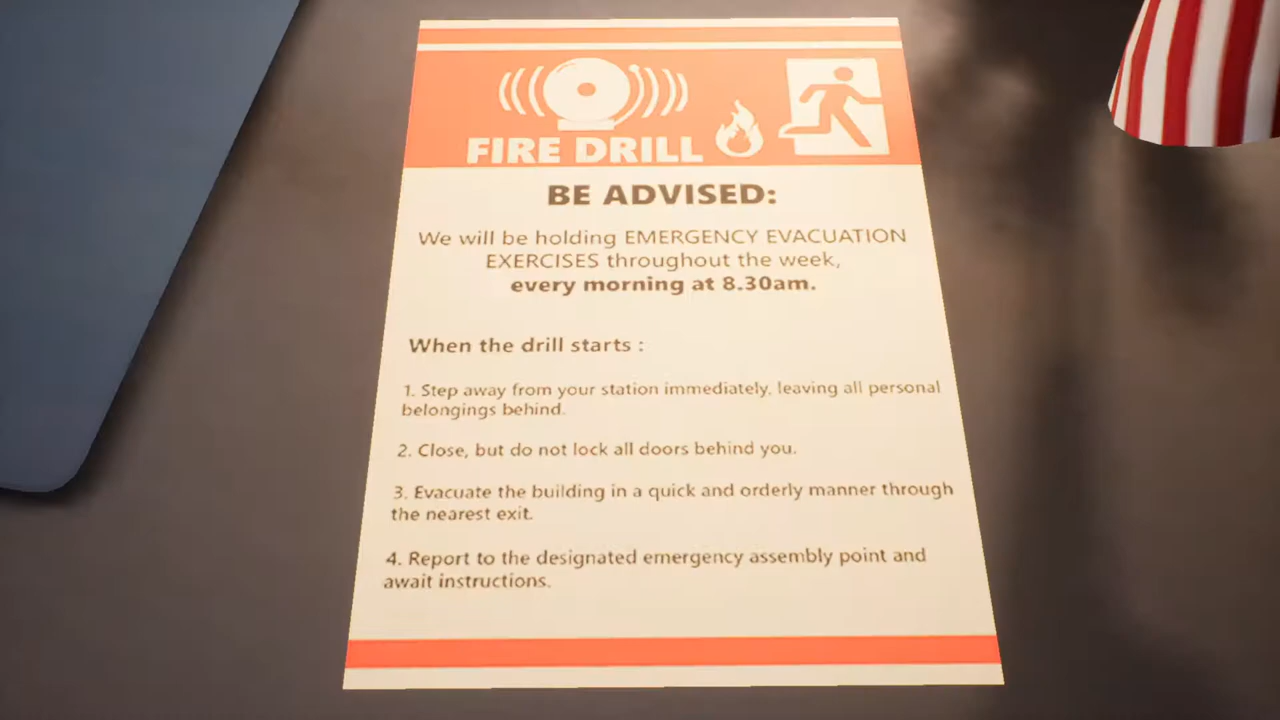 FIRE DRILL
BE ADVISED:
We will be holding EMERGENCY EVACUATION
EXERCISES throughout the week,
every morning at 8.30am.
When the drill starts :
1. Step away from your station immediately, leaving all personal
belongings behind.
2. Close, but do not lock all doors behind you.
3. Evacuate the building in a quick and orderly manner through
the nearest exit.
4. Report to the designated emergency assembly point and
await instructions.